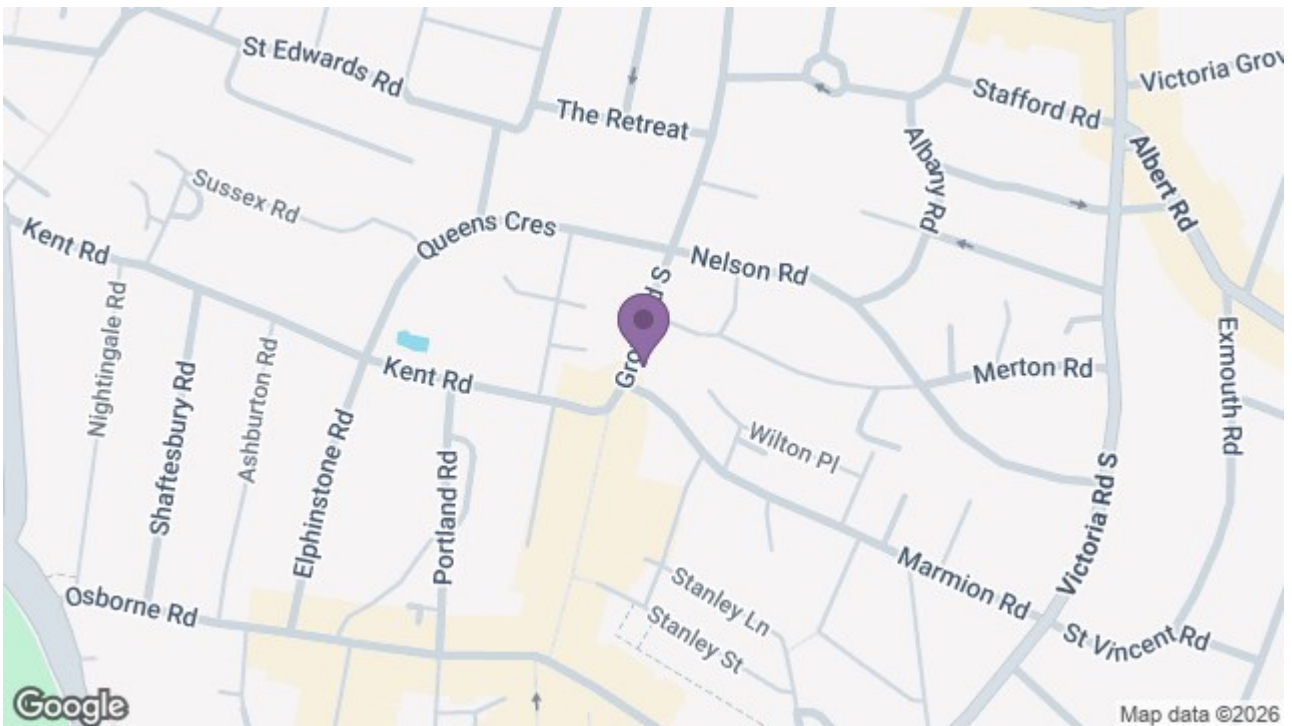 St Edwards Rd
The Retreat
Stafford Rd
Victoria Grov
Albany Rd
Albert Rd
Sussex Rd
Queens Cres
Kent Rd
Nelson Rd
Nightingale Rd
Shaftesbury Rd
Ashburton Rd
Kent Rd
Gro d S
Merton Rd
Exmouth Rd
Elphinstone Rd
Portland Rd
Wilton Pl
Victoria Rd S
Marmion Rd
Osborne Rd
Stanley Ln
Stanley St
St Vincent Rd
Google
Map data ©2026